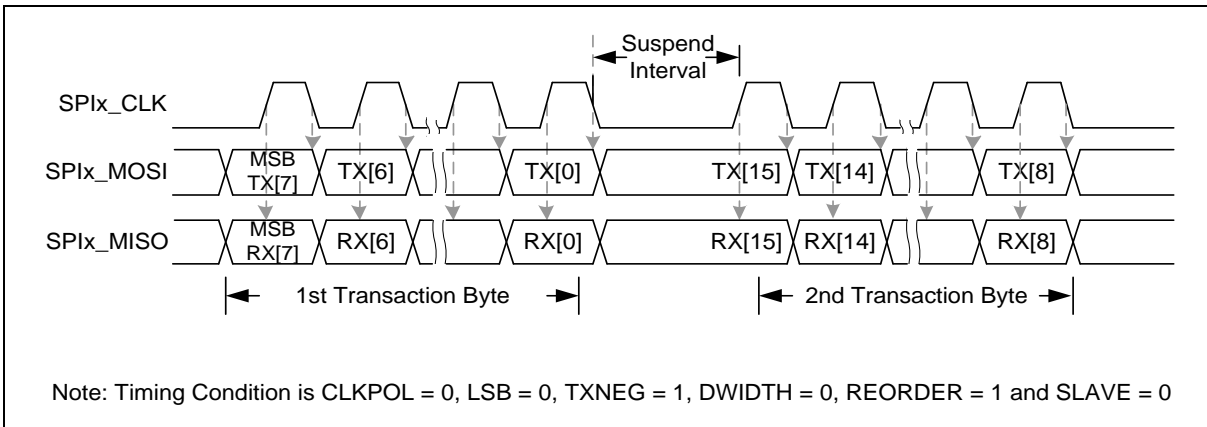 Suspend
Interval
SPIx_CLK
SPIx_MOSI
MSB
TX[7]
TX[6]
TX[0]
TX[15]
TX[14]
TX[8]
SPIx_MISO
MSB
RX[7]
RX[6]
RX[0]
RX[15]
RX[14]
RX[8]
1st Transaction Byte
2nd Transaction Byte
Note: Timing Condition is CLKPOL = 0, LSB = 0, TXNEG = 1, DWIDTH = 0, REORDER = 1 and SLAVE = 0